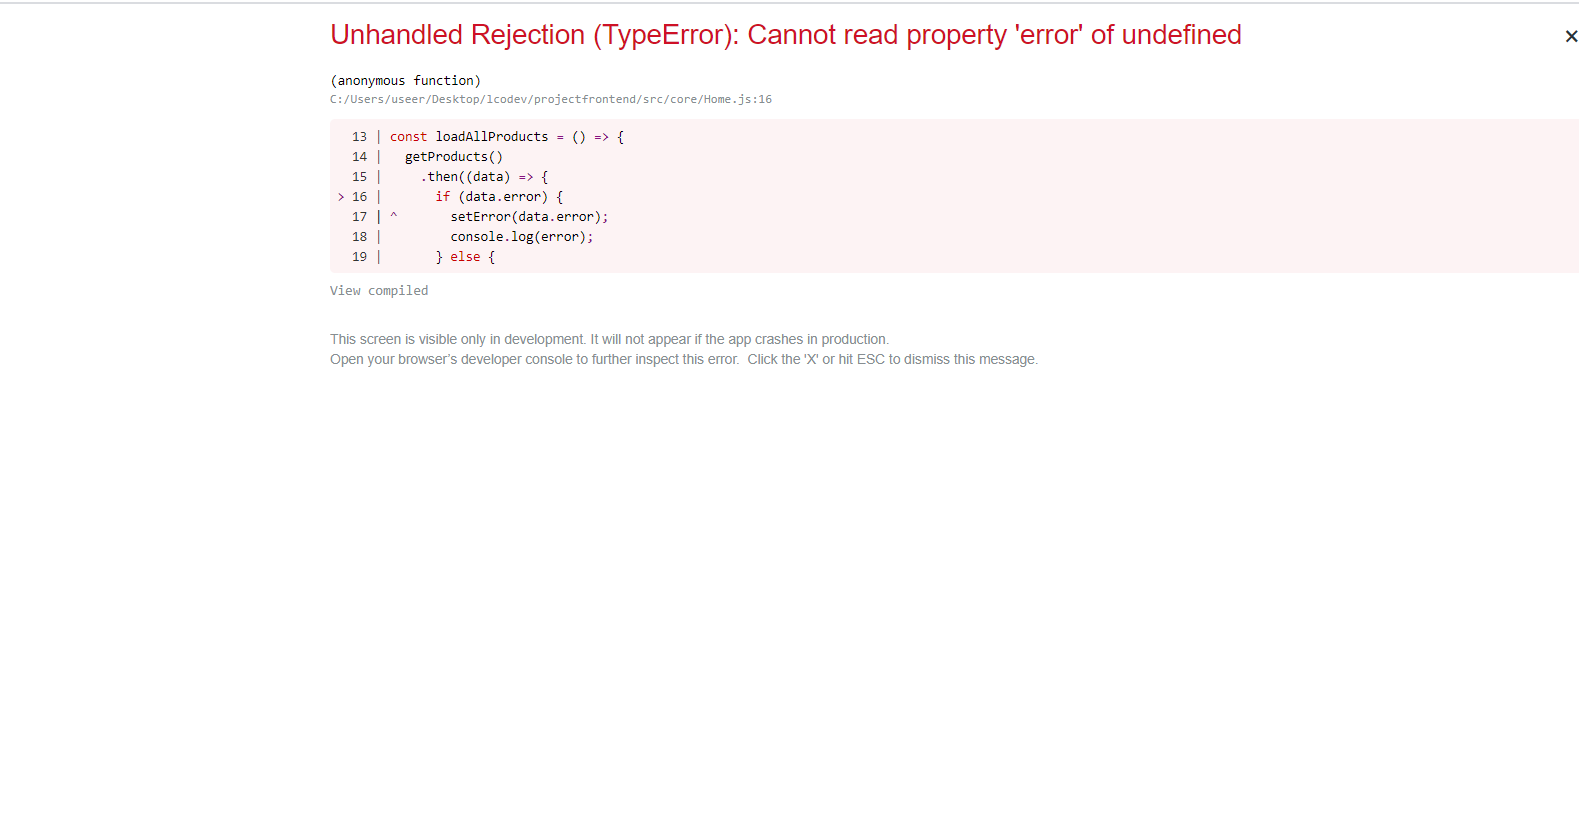 Unhandled Rejection (TypeError): Cannot read property 'error' of undefined
×
(anonymous function)
C:/Users/useer/Desktop/lcodev/projectfrontend/src/core/Home.js:16
  13 | const loadAllProducts = () => {
  14 |   getProducts()
  15 |     .then((data) => {
> 16 |       if (data.error) {
  17 | ^       setError(data.error);
  18 |         console.log(error);
  19 |       } else {
View compiled
This screen is visible only in development. It will not appear if the app crashes in production.
Open your browser's developer console to further inspect this error.  Click the 'X' or hit ESC to dismiss this message.